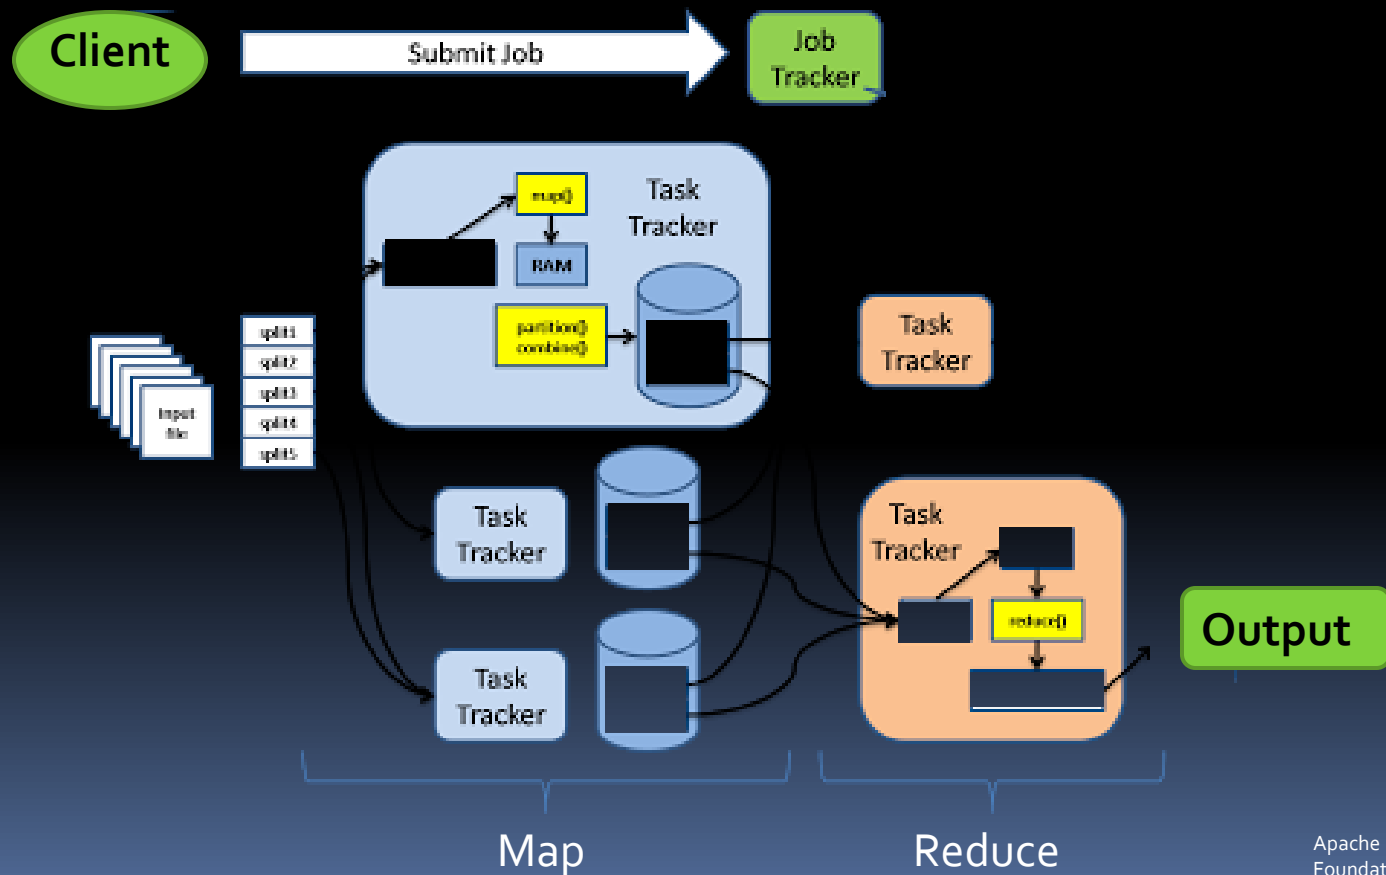 Client
Submit Job
Job
Tracker
map()
Task
Tracker
RAM
partition()
combine()
Input
file
split1
split2
split3
split4
split5
Task
Tracker
Task
Tracker
Task
Tracker
Task
Tracker
reduce()
Output
Map
Reduce
Apache
Foundat